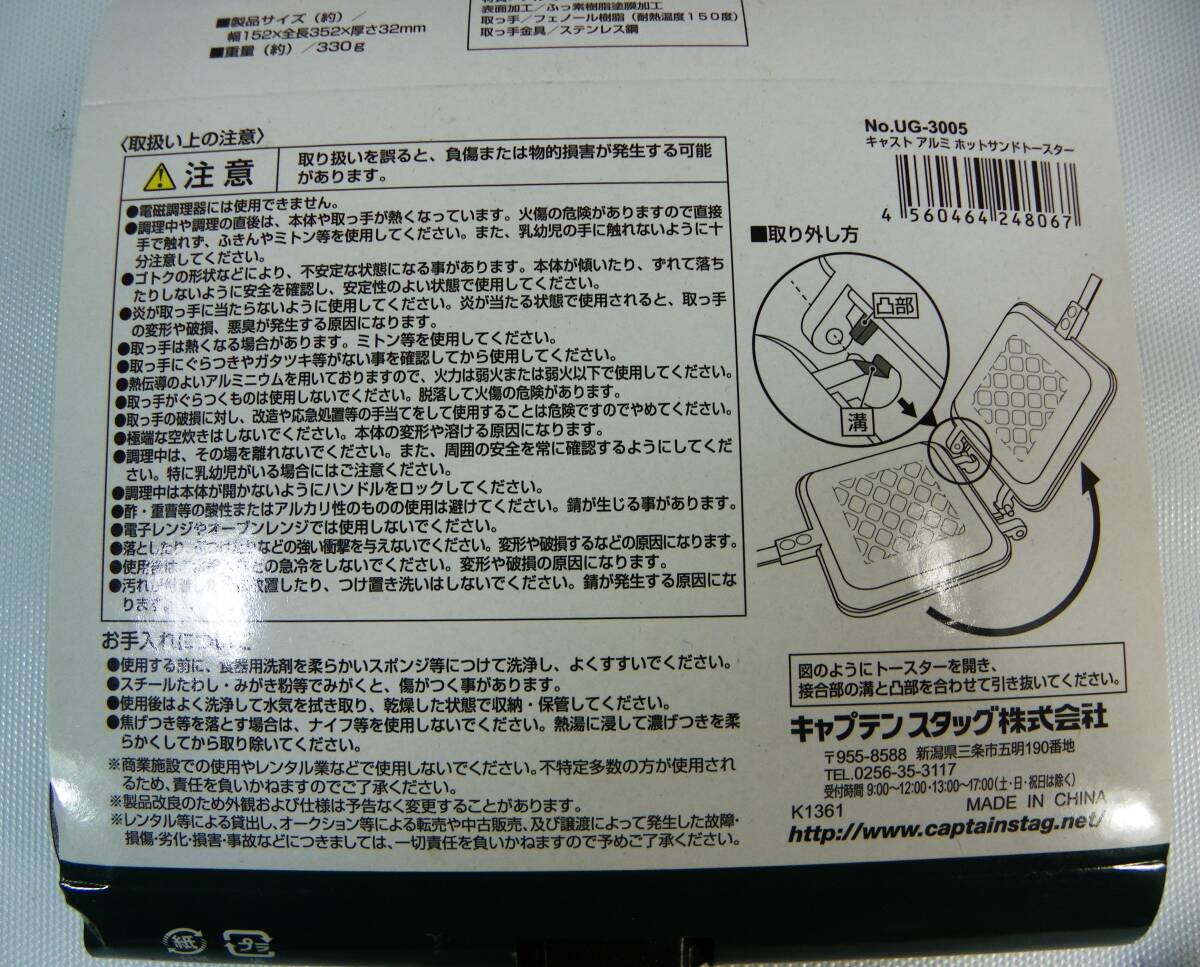 ■製品サイズ（約）／
幅152×全長352×厚さ32mm
■重量（約）／330g
表面加工／ふっ素樹脂塗膜加工
取っ手／フェノール樹脂（耐熱温度150度）
取っ手金具／ステンレス鋼
〈取扱い上の注意〉
注意
取り扱いを誤ると、負傷または物的損害が発生する可能
があります。
●電磁調理器には使用できません。
●調理中や調理の直後は、本体や取っ手が熱くなっています。火傷の危険がありますので直接
手で触れず、ふきんやミトン等を使用してください。また、乳幼児の手に触れないように十
分注意してください。
●ゴトクの形状などにより、不安定な状態になる事があります。本体が傾いたり、ずれて落ち
たりしないように安全を確認し、安定性のよい状態で使用してください。
●炎が取っ手に当たらないように使用してください。炎が当たる状態で使用されると、取っ手
の変形や破損、悪臭が発生する原因になります。
●取っ手は熱くなる場合があります。ミトン等を使用してください。
●取っ手にぐらつきやガタツキ等がない事を確認してから使用してください。
●熱伝導のよいアルミニウムを用いておりますので、火力は弱火または弱火以下で使用してください。
●取っ手がぐらつくものは使用しないでください。脱落して火傷の危険があります。
●取っ手の破損に対し、改造や応急処置等の手当てをして使用することは危険ですのでやめてください。
●極端な空炊きはしないでください。本体の変形や溶ける原因になります。
●調理中は、その場を離れないでください。また、周囲の安全を常に確認するようにしてくだ
さい。特に乳幼児がいる場合にはご注意ください。
●調理中は本体が開かないようにハンドルをロックしてください。
●酢・重曹等の酸性またはアルカリ性のものの使用は避けてください。錆が生じる事があります。
●電子レンジやオーブンレンジでは使用しないでください。
●落としたり、ぶつけたりなどの強い衝撃を与えないでください。変形や破損するなどの原因になります。
●使用後は の急冷をしないでください。変形や破損の原因になります。
●汚れが 放置したり、つけ置き洗いはしないでください。錆が発生する原因にな
ります。
お手入れについて
●使用する前に、食器用洗剤を柔らかいスポンジ等につけて洗浄し、よくすすいでください。
●スチールたわし・みがき粉等でみがくと、傷がつく事があります。
●使用後はよく洗浄して水気を拭き取り、乾燥した状態で収納・保管してください。
●焦げつき等を落とす場合は、ナイフ等を使用しないでください。熱湯に浸して濃げつきを柔
らかくしてから取り除いてください。
※商業施設での使用やレンタル業などで使用しないでください。不特定多数の方が使用され
るため、責任を負いかねますのでご了承ください。
※製品改良のため外観および仕様は予告なく変更することがあります。
※レンタル等による貸出し、オークション等による転売や中古販売、及び譲渡によって発生した故障・
損傷・劣化・損害・事故などにつきましては、一切責任を負いかねますので予めご了承ください。
No.UG-3005
キャスト アルミ ホットサンドトースター
4 560464 248067
■取り外し方
凸部
溝
図のようにトースターを開き、
接合部の溝と凸部を合わせて引き抜いてください。
キャプテンスタッグ株式会社
〒955-8588 新潟県三条市五明190番地
TEL.0256-35-3117
受付時間 9:00～12:00・13:00～17:00（土・日・祝日は除く）
K1361 MADE IN CHINA
http://www.captainstag.net/
紙
プラ